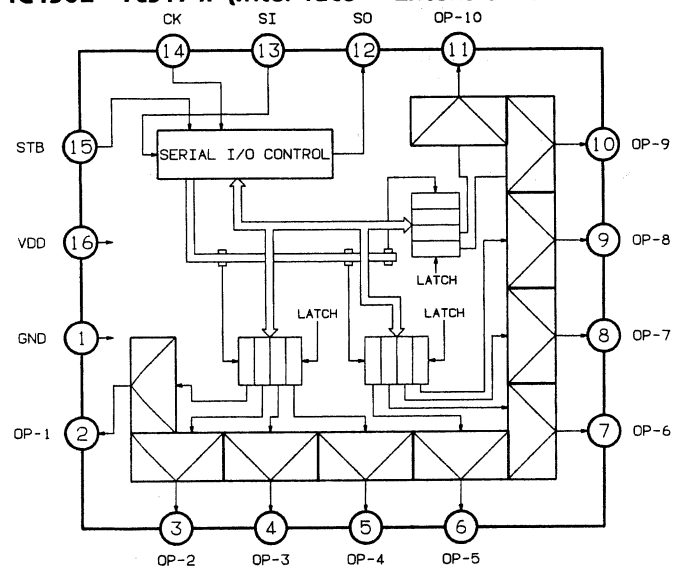 CK SI SO OP-10
14 13 12 11
STB 15 SERIAL I/O CONTROL 10 OP-9
VDD 16 9 OP-8
LATCH
GND 1 LATCH LATCH 8 OP-7
OP-1 2 7 OP-6
3 4 5 6
OP-2 OP-3 OP-4 OP-5